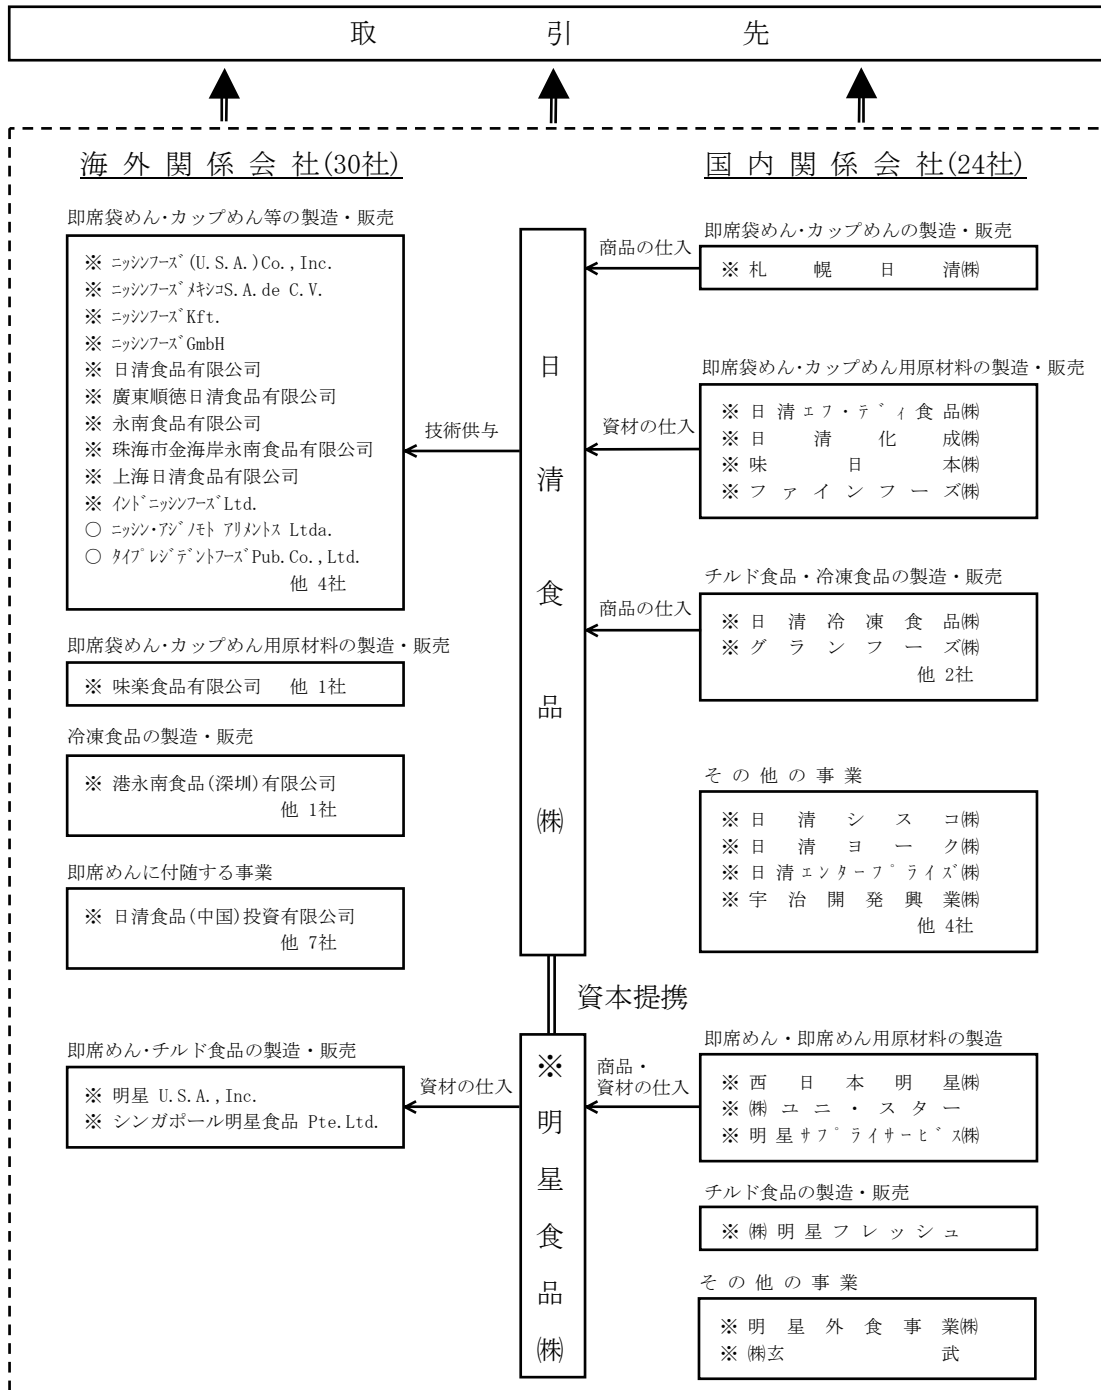 取引先
海外関係会社(30社)
即席袋めん・カップめん等の製造・販売
※ ﾆｯｼﾝﾌｰｽﾞ(U.S.A.)Co.,Inc.
※ ﾆｯｼﾝﾌｰｽﾞﾒｷｼｺS.A.de C.V.
※ ﾆｯｼﾝﾌｰｽﾞKft.
※ ﾆｯｼﾝﾌｰｽﾞGmbH
※ 日清食品有限公司
※ 廣東順徳日清食品有限公司
※ 永南食品有限公司
※ 珠海市金海岸永南食品有限公司
※ 上海日清食品有限公司
※ ｲﾝﾄﾞﾆｯｼﾝﾌｰｽﾞLtd.
○ ﾆｯｼﾝ・ｱｼﾞﾉﾓﾄ ｱﾘﾒﾝﾄｽ Ltda.
○ ﾀｲﾌﾟﾚｼﾞﾃﾞﾝﾄﾌｰｽﾞPub.Co.,Ltd.
他 4社
即席袋めん・カップめん用原材料の製造・販売
※ 味楽食品有限公司 他 1社
冷凍食品の製造・販売
※ 港永南食品(深圳)有限公司
他 1社
即席めんに付随する事業
※ 日清食品(中国)投資有限公司
他 7社
即席めん・チルド食品の製造・販売
※ 明星 U.S.A.,Inc.
※ シンガポール明星食品 Pte.Ltd.
技術供与
資材の仕入
日清食品㈱
資本提携
※明星食品㈱
商品の仕入
資材の仕入
商品の仕入
商品・
資材の仕入
国内関係会社(24社)
即席袋めん・カップめんの製造・販売
※ 札幌日清㈱
即席袋めん・カップめん用原材料の製造・販売
※ 日清ｴﾌ・ﾃﾞｨ食品㈱
※ 日清化成㈱
※ 味日本㈱
※ ファインフーズ㈱
チルド食品・冷凍食品の製造・販売
※ 日清冷凍食品㈱
※ グランフーズ㈱
他 2社
その他の事業
※ 日清シスコ㈱
※ 日清ヨーク㈱
※ 日清ｴﾝﾀｰﾌﾟﾗｲｽﾞ㈱
※ 宇治開発興業㈱
他 4社
即席めん・即席めん用原材料の製造
※ 西日本明星㈱
※ ㈱ユニ・スター
※ 明星ｻﾌﾟﾗｲｻｰﾋﾞｽ㈱
チルド食品の製造・販売
※ ㈱明星フレッシュ
その他の事業
※ 明星外食事業㈱
※ ㈱玄武